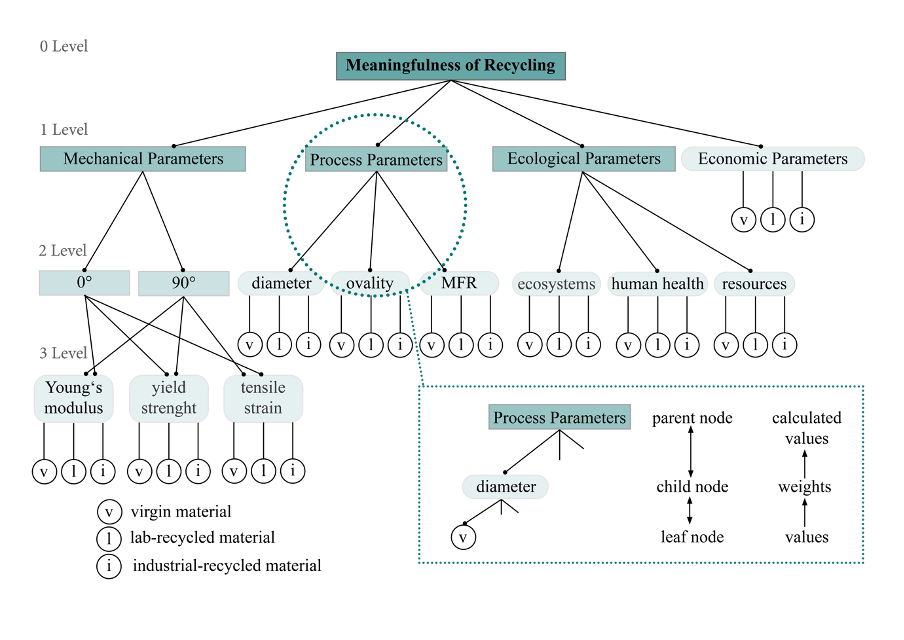 0 Level
Meaningfulness of Recycling
1 Level
Mechanical Parameters
Process Parameters
Ecological Parameters
Economic Parameters
v l i
2 Level
0°
90°
diameter
ovality
MFR
ecosystems
human health
resources
v l i
v l i
v l i
v l i
v l i
v l i
3 Level
Young‘s
modulus
yield
strenght
tensile
strain
v l i
v l i
v l i
v virgin material
l lab-recycled material
i industrial-recycled material
Process Parameters
diameter
v
parent node
child node
leaf node
calculated
values
weights
values